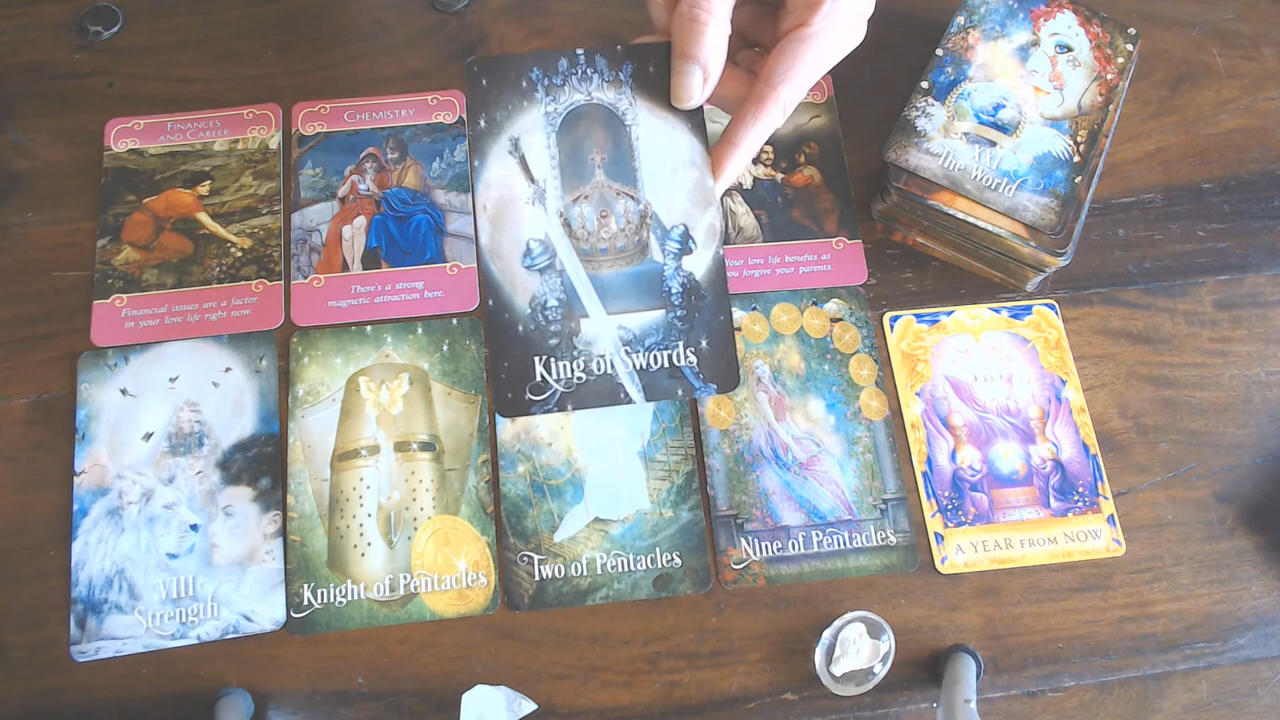 FINANCES
AND CAREER
Financial issues are a factor
in your love life right now.
CHEMISTRY
There's a strong
magnetic attraction here.
King of Swords
Your love life benefits as
you forgive your parents.
XXI
The World
VIII
Strength
Knight of Pentacles
Two of Pentacles
Nine of Pentacles
A YEAR FROM NOW